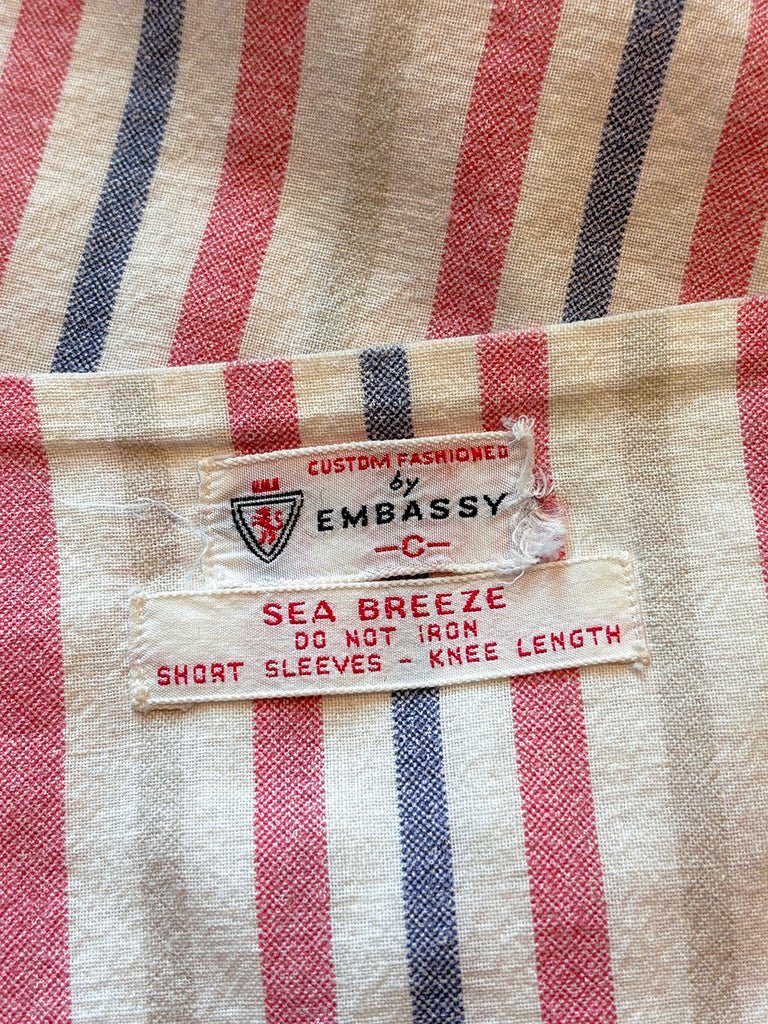 CUSTOM FASHIONED
by
EMBASSY
-C-
SEA BREEZE
DO NOT IRON
SHORT SLEEVES - KNEE LENGTH